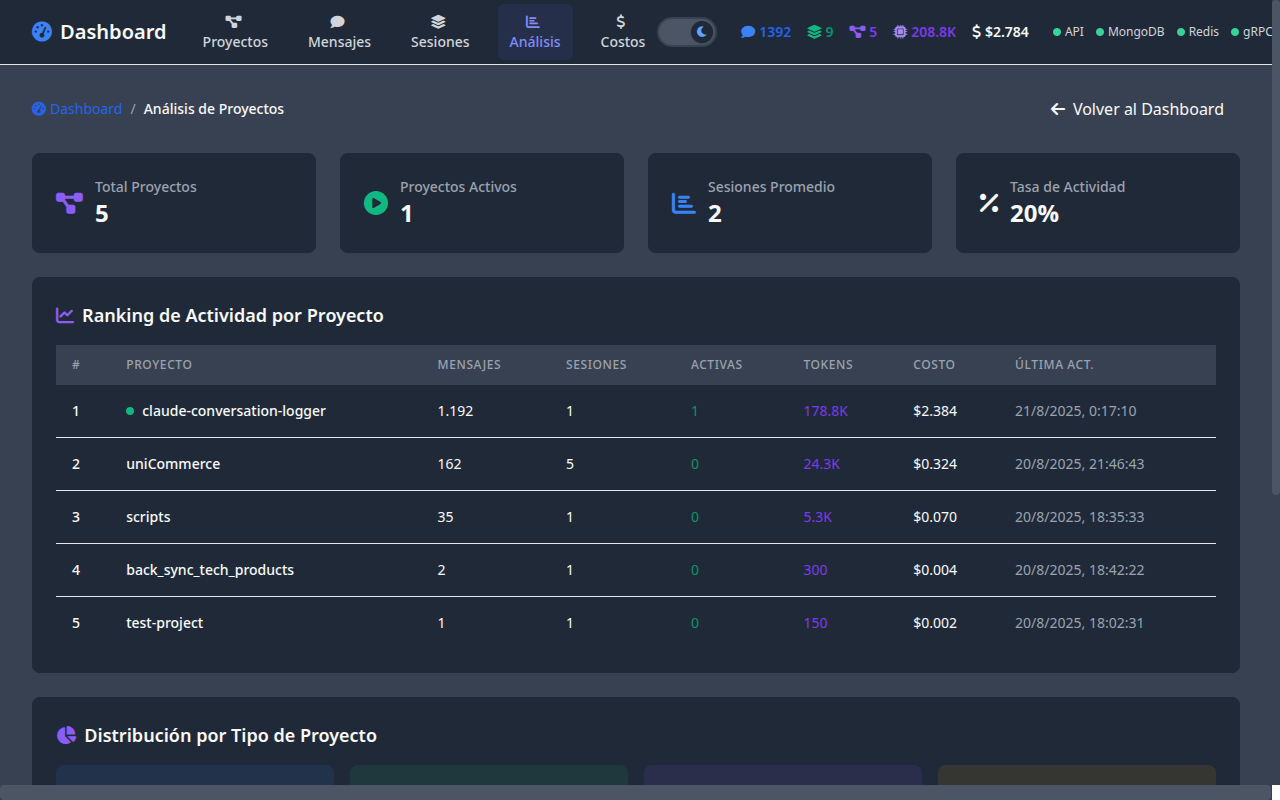 Dashboard
Proyectos
Mensajes
Sesiones
Análisis
Costos
1392
9
5
208.8K
$ $2.784
API
MongoDB
Redis
gRPC
Dashboard / Análisis de Proyectos
Volver al Dashboard
Total Proyectos
5
Proyectos Activos
1
Sesiones Promedio
2
Tasa de Actividad
20%
Ranking de Actividad por Proyecto
# PROYECTO MENSAJES SESIONES ACTIVAS TOKENS COSTO ÚLTIMA ACT.
1 claude-conversation-logger 1.192 1 1 178.8K $2.384 21/8/2025, 0:17:10
2 uniCommerce 162 5 0 24.3K $0.324 20/8/2025, 21:46:43
3 scripts 35 1 0 5.3K $0.070 20/8/2025, 18:35:33
4 back_sync_tech_products 2 1 0 300 $0.004 20/8/2025, 18:42:22
5 test-project 1 1 0 150 $0.002 20/8/2025, 18:02:31
Distribución por Tipo de Proyecto